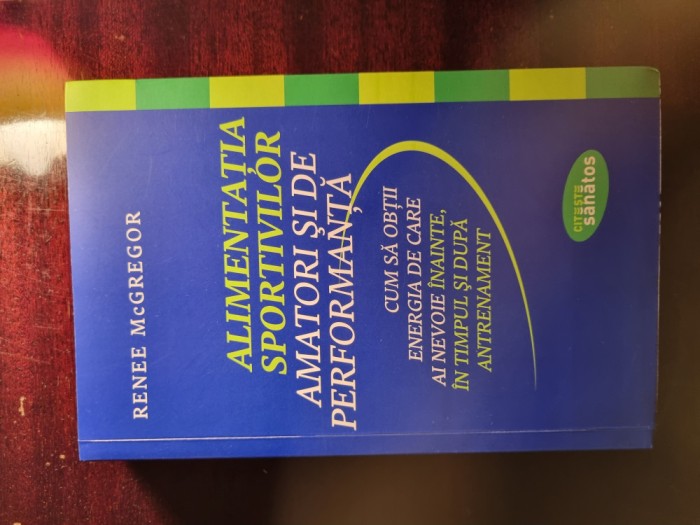 RENEE McGREGOR
ALIMENTAȚIA
SPORTIVILOR
AMATORI ȘI DE
PERFORMANȚĂ
CUM SĂ OBȚII
ENERGIA DE CARE
AI NEVOIE ÎNAINTE,
ÎN TIMPUL ȘI DUPĂ
ANTRENAMENT
CITEȘTE
sănătos